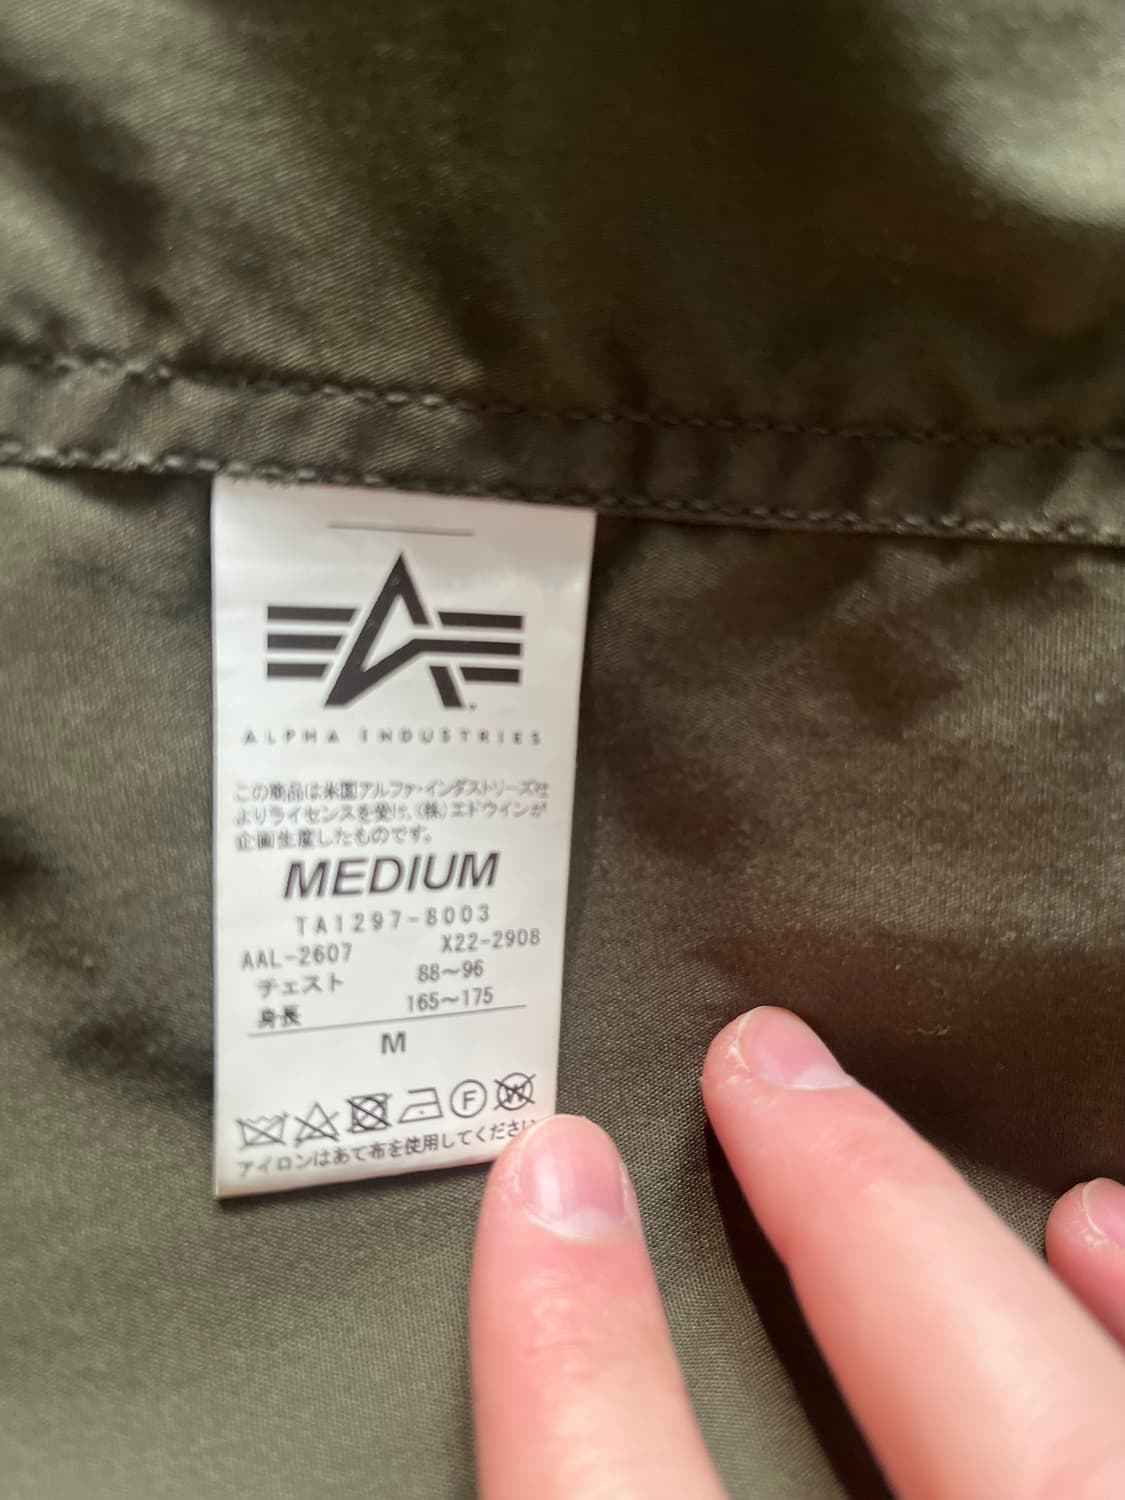 ALPHA INDUSTRIES
この商品は米国アルファ・インダストリーズ社
よりライセンスを受け、(株)エドウインが
企画生産したものです。
MEDIUM
TA1297-8003
AAL-2607 X22-2908
チェスト 88～96
身長 165～175
M
F W
アイロンはあて布を使用してください